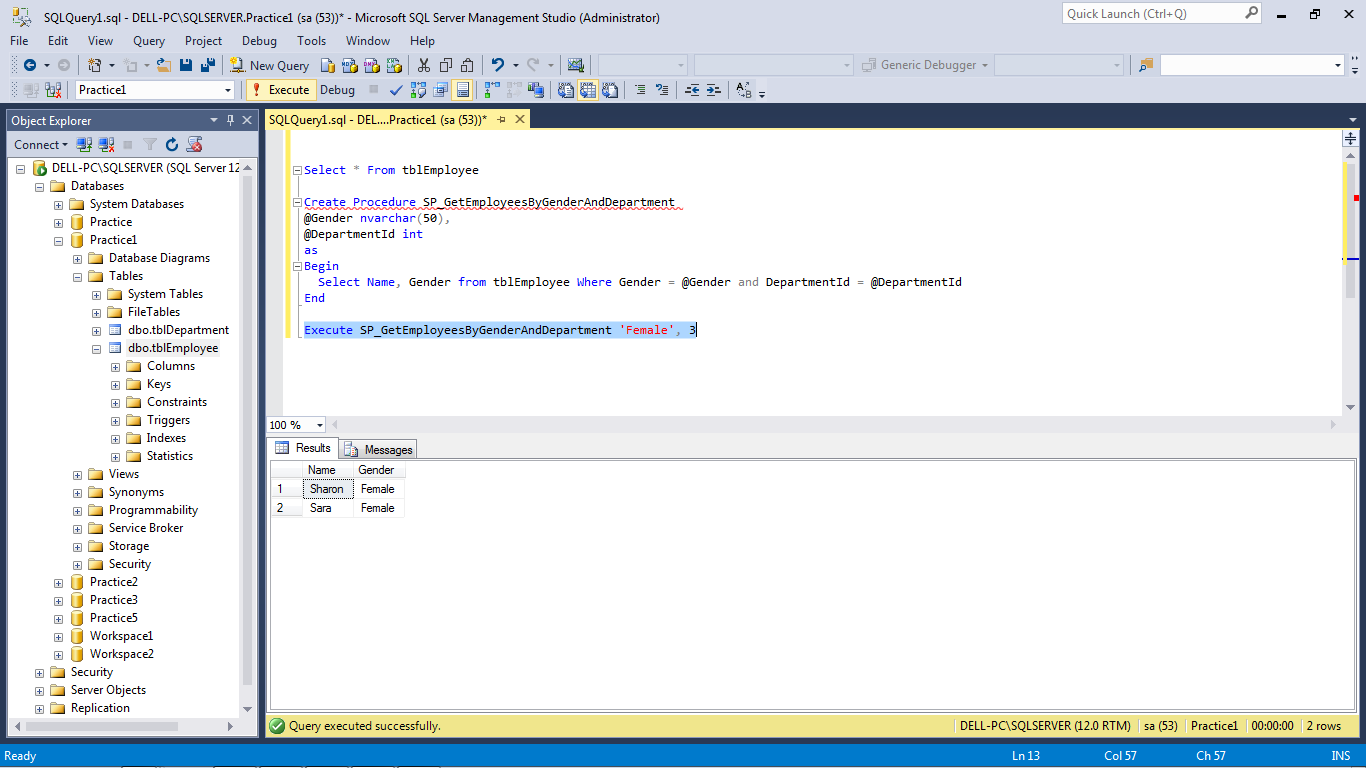 SQLQuery1.sql - DELL-PC\SQLSERVER.Practice1 (sa (53))* - Microsoft SQL Server Management Studio (Administrator)
Quick Launch (Ctrl+Q)
File Edit View Query Project Debug Tools Window Help
New Query
Generic Debugger
Practice1
Execute Debug
Object Explorer
Connect
DELL-PC\SQLSERVER (SQL Server 12
Databases
System Databases
Practice
Practice1
Database Diagrams
Tables
System Tables
FileTables
dbo.tblDepartment
dbo.tblEmployee
Columns
Keys
Constraints
Triggers
Indexes
Statistics
Views
Synonyms
Programmability
Service Broker
Storage
Security
Practice2
Practice3
Practice5
Workspace1
Workspace2
Security
Server Objects
Replication
SQLQuery1.sql - DEL....Practice1 (sa (53))*
Select * From tblEmployee
Create Procedure SP_GetEmployeesByGenderAndDepartment
@Gender nvarchar(50),
@DepartmentId int
as
Begin
Select Name, Gender from tblEmployee Where Gender = @Gender and DepartmentId = @DepartmentId
End
Execute SP_GetEmployeesByGenderAndDepartment 'Female', 3
100 %
Results Messages
Name Gender
1 Sharon Female
2 Sara Female
Query executed successfully.
DELL-PC\SQLSERVER (12.0 RTM) sa (53) Practice1 00:00:00 2 rows
Ready Ln 13 Col 57 Ch 57 INS